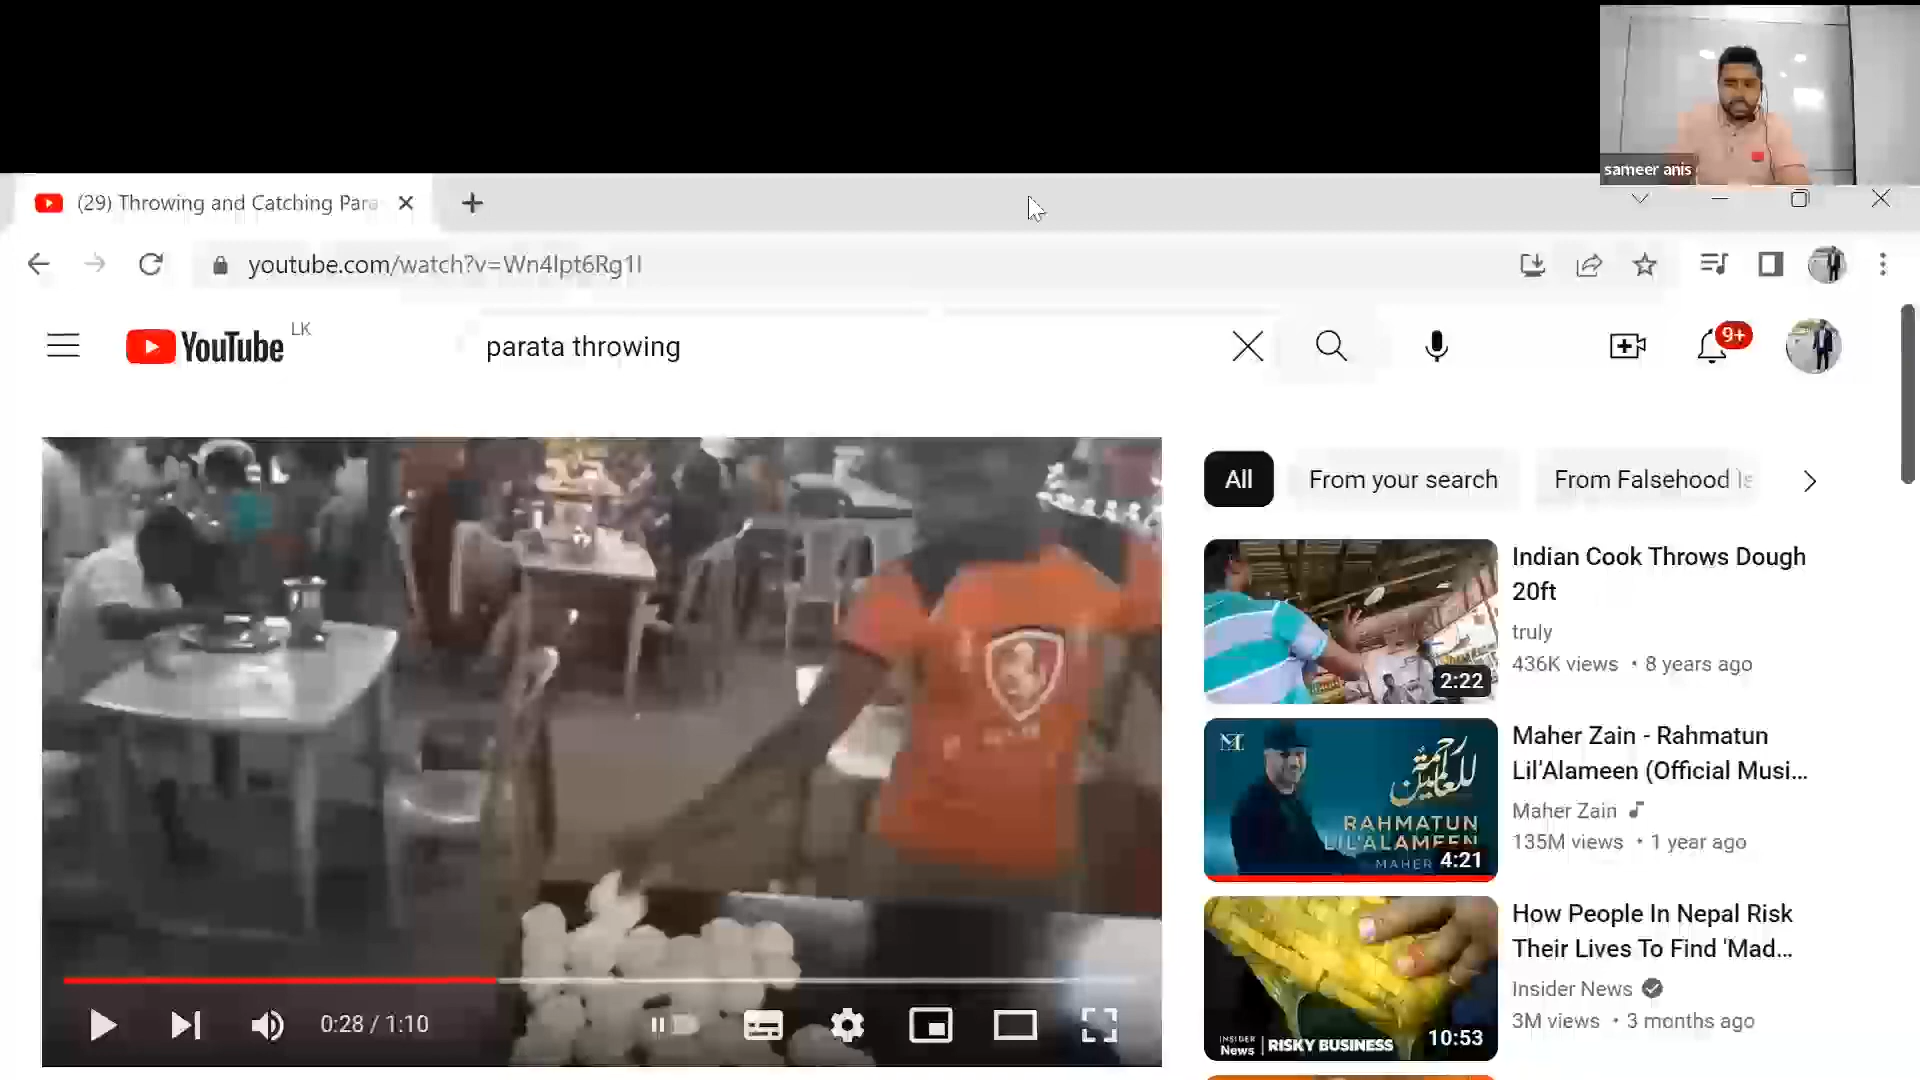 sameer anis
(29) Throwing and Catching Para
youtube.com/watch?v=Wn4lpt6Rg1I
YouTube LK
parata throwing
9+
All
From your search
From Falsehood Is
Indian Cook Throws Dough
20ft
truly
436K views • 8 years ago
2:22
Maher Zain - Rahmatun
Lil'Alameen (Official Musi...
Maher Zain
135M views • 1 year ago
رحمة للعالمين
RAHMATUN
LIL'ALAMEEN
MAHER
4:21
How People In Nepal Risk
Their Lives To Find 'Mad...
Insider News
3M views • 3 months ago
INSIDER
News
RISKY BUSINESS
10:53
0:28 / 1:10